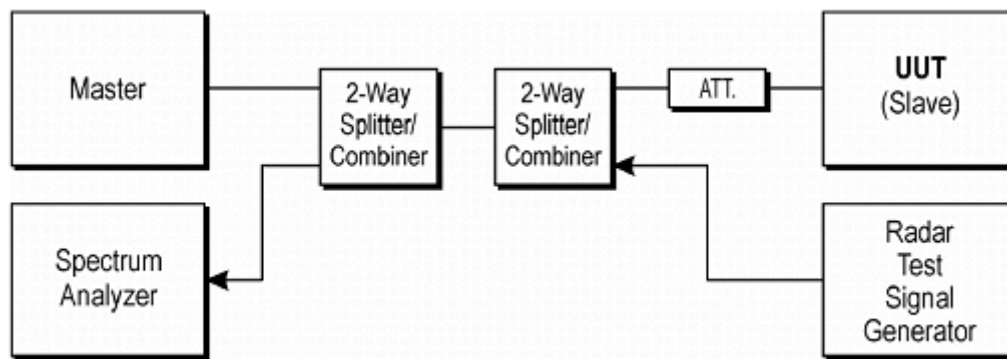 Master
2-Way
Splitter/
Combiner
2-Way
Splitter/
Combiner
ATT.
UUT
(Slave)
Spectrum
Analyzer
Radar
Test
Signal
Generator